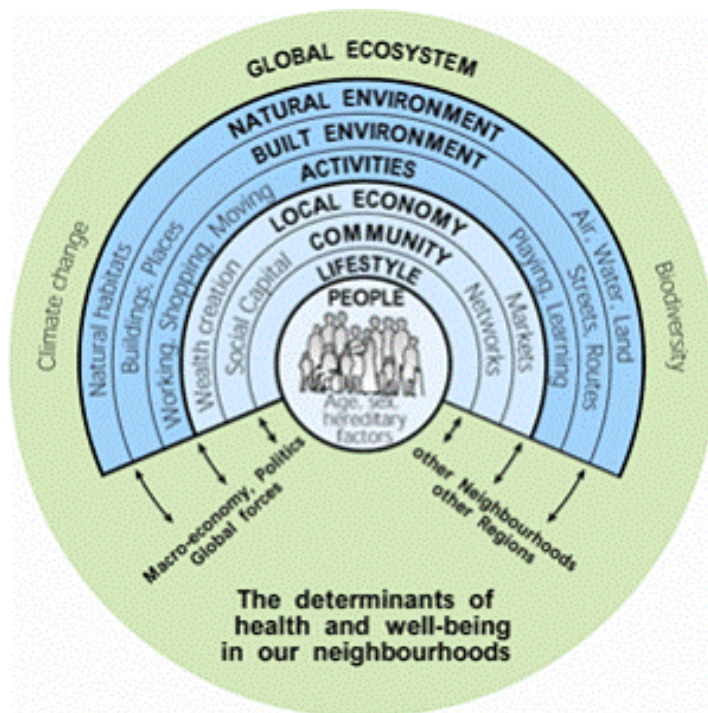 GLOBAL ECOSYSTEM
NATURAL ENVIRONMENT
BUILT ENVIRONMENT
ACTIVITIES
LOCAL ECONOMY
COMMUNITY
LIFESTYLE
PEOPLE
Age, sex,
hereditary
factors
Climate change
Natural habitats
Buildings, Places
Working, Shopping, Moving
Wealth creation
Social Capital
Networks
Markets
Playing, Learning
Streets, Routes
Air, Water, Land
Biodiversity
Macro-economy, Politics
Global forces
other Neighbourhoods
other Regions
The determinants of
health and well-being
in our neighbourhoods